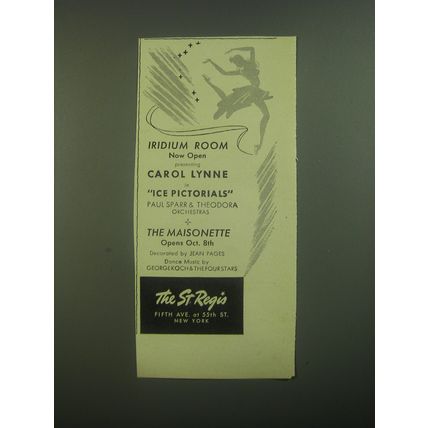 IRIDIUM ROOM
Now Open
presenting
CAROL LYNNE
in
"ICE PICTORIALS"
PAUL SPARR & THEODORA
ORCHESTRAS
THE MAISONETTE
Opens Oct. 8th
Decorated by JEAN PAGES
Dance Music by
GEORGE KOCH & THE FOUR STARS
The St Regis
FIFTH AVE. at 55th ST.
NEW YORK